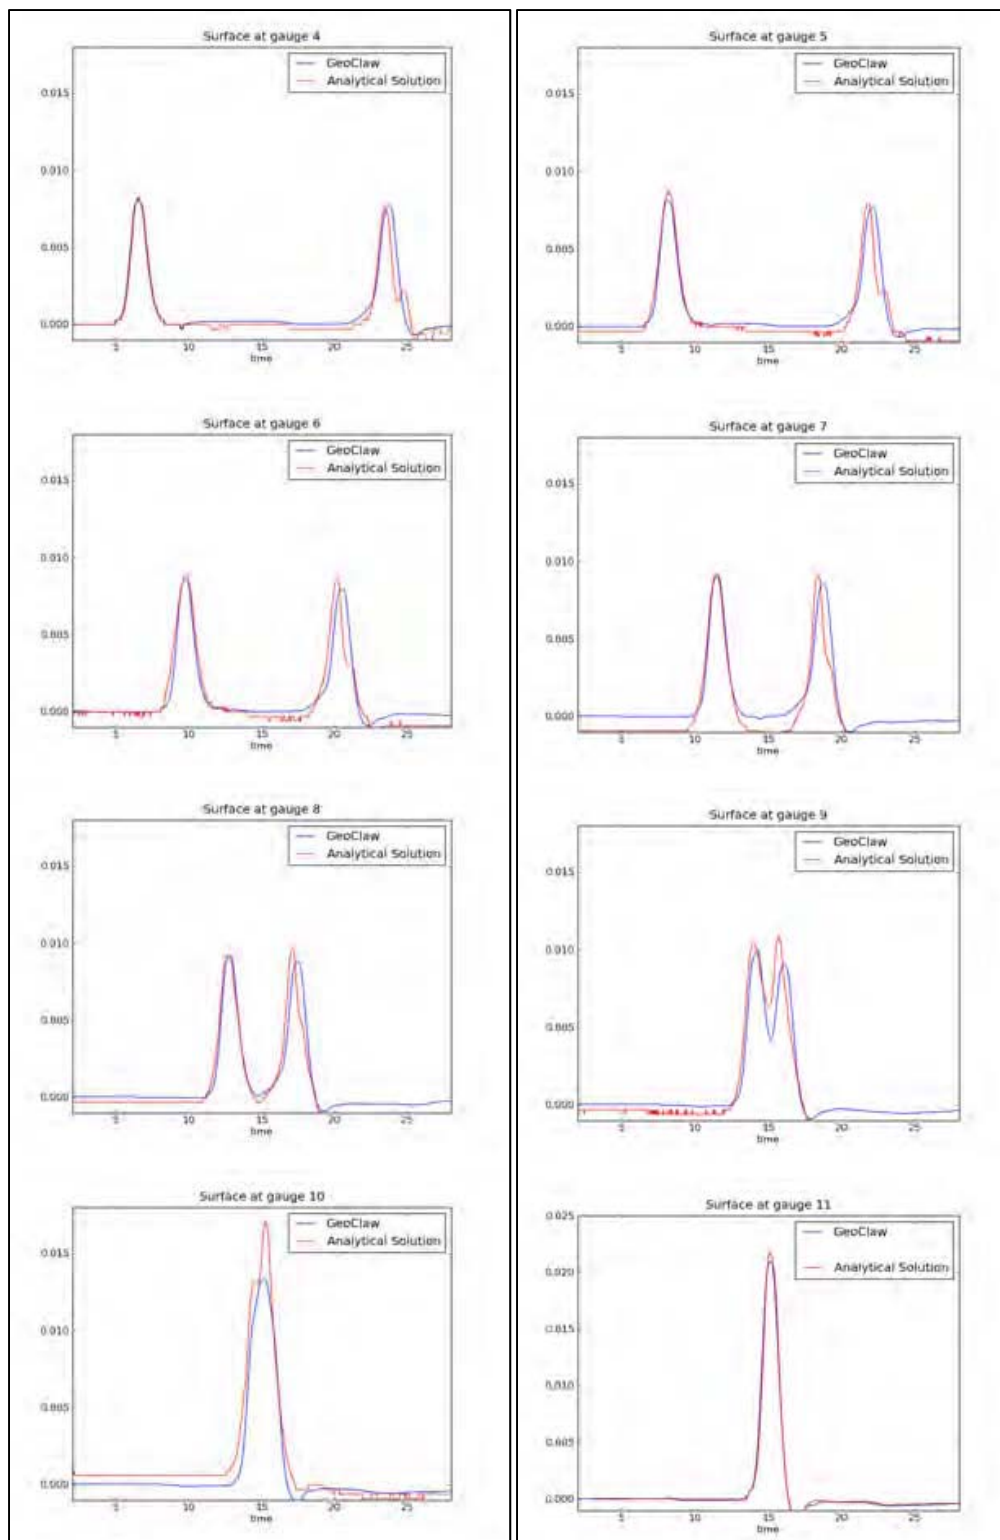 Surface at gauge 4
GeoClaw
Analytical Solution
0.015
0.010
0.005
0.000
5 10 15 20 25
time
Surface at gauge 5
GeoClaw
Analytical Solution
0.015
0.010
0.005
0.000
5 10 15 20 25
time
Surface at gauge 6
GeoClaw
Analytical Solution
0.015
0.010
0.005
0.000
5 10 15 20 25
time
Surface at gauge 7
GeoClaw
Analytical Solution
0.015
0.010
0.005
0.000
5 10 15 20 25
time
Surface at gauge 8
GeoClaw
Analytical Solution
0.015
0.010
0.005
0.000
5 10 15 20 25
time
Surface at gauge 9
GeoClaw
Analytical Solution
0.015
0.010
0.005
0.000
5 10 15 20 25
time
Surface at gauge 10
GeoClaw
Analytical Solution
0.015
0.010
0.005
0.000
5 10 15 20 25
time
Surface at gauge 11
0.025
GeoClaw
Analytical Solution
0.020
0.015
0.010
0.005
0.000
5 10 15 20 25
time